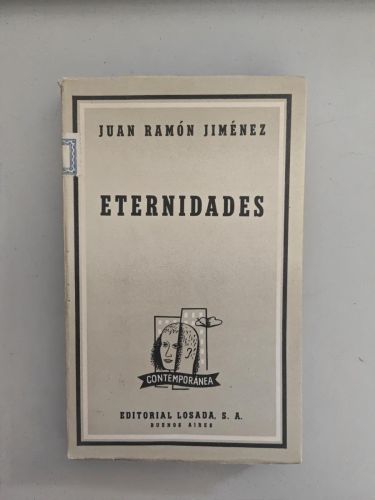 JUAN RAMÓN JIMÉNEZ
ETERNIDADES
CONTEMPORÁNEA
EDITORIAL LOSADA, S. A.
BUENOS AIRES